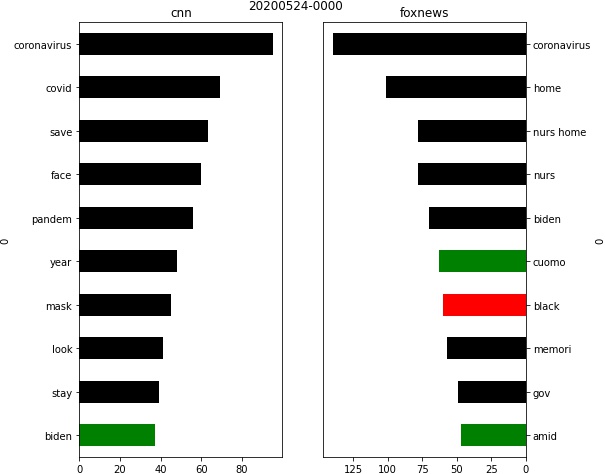 20200524-0000
cnn
foxnews
coronavirus
covid
save
face
pandem
year
mask
look
stay
biden
0
0 20 40 60 80
coronavirus
home
nurs home
nurs
biden
cuomo
black
memori
gov
amid
0
125 100 75 50 25 0